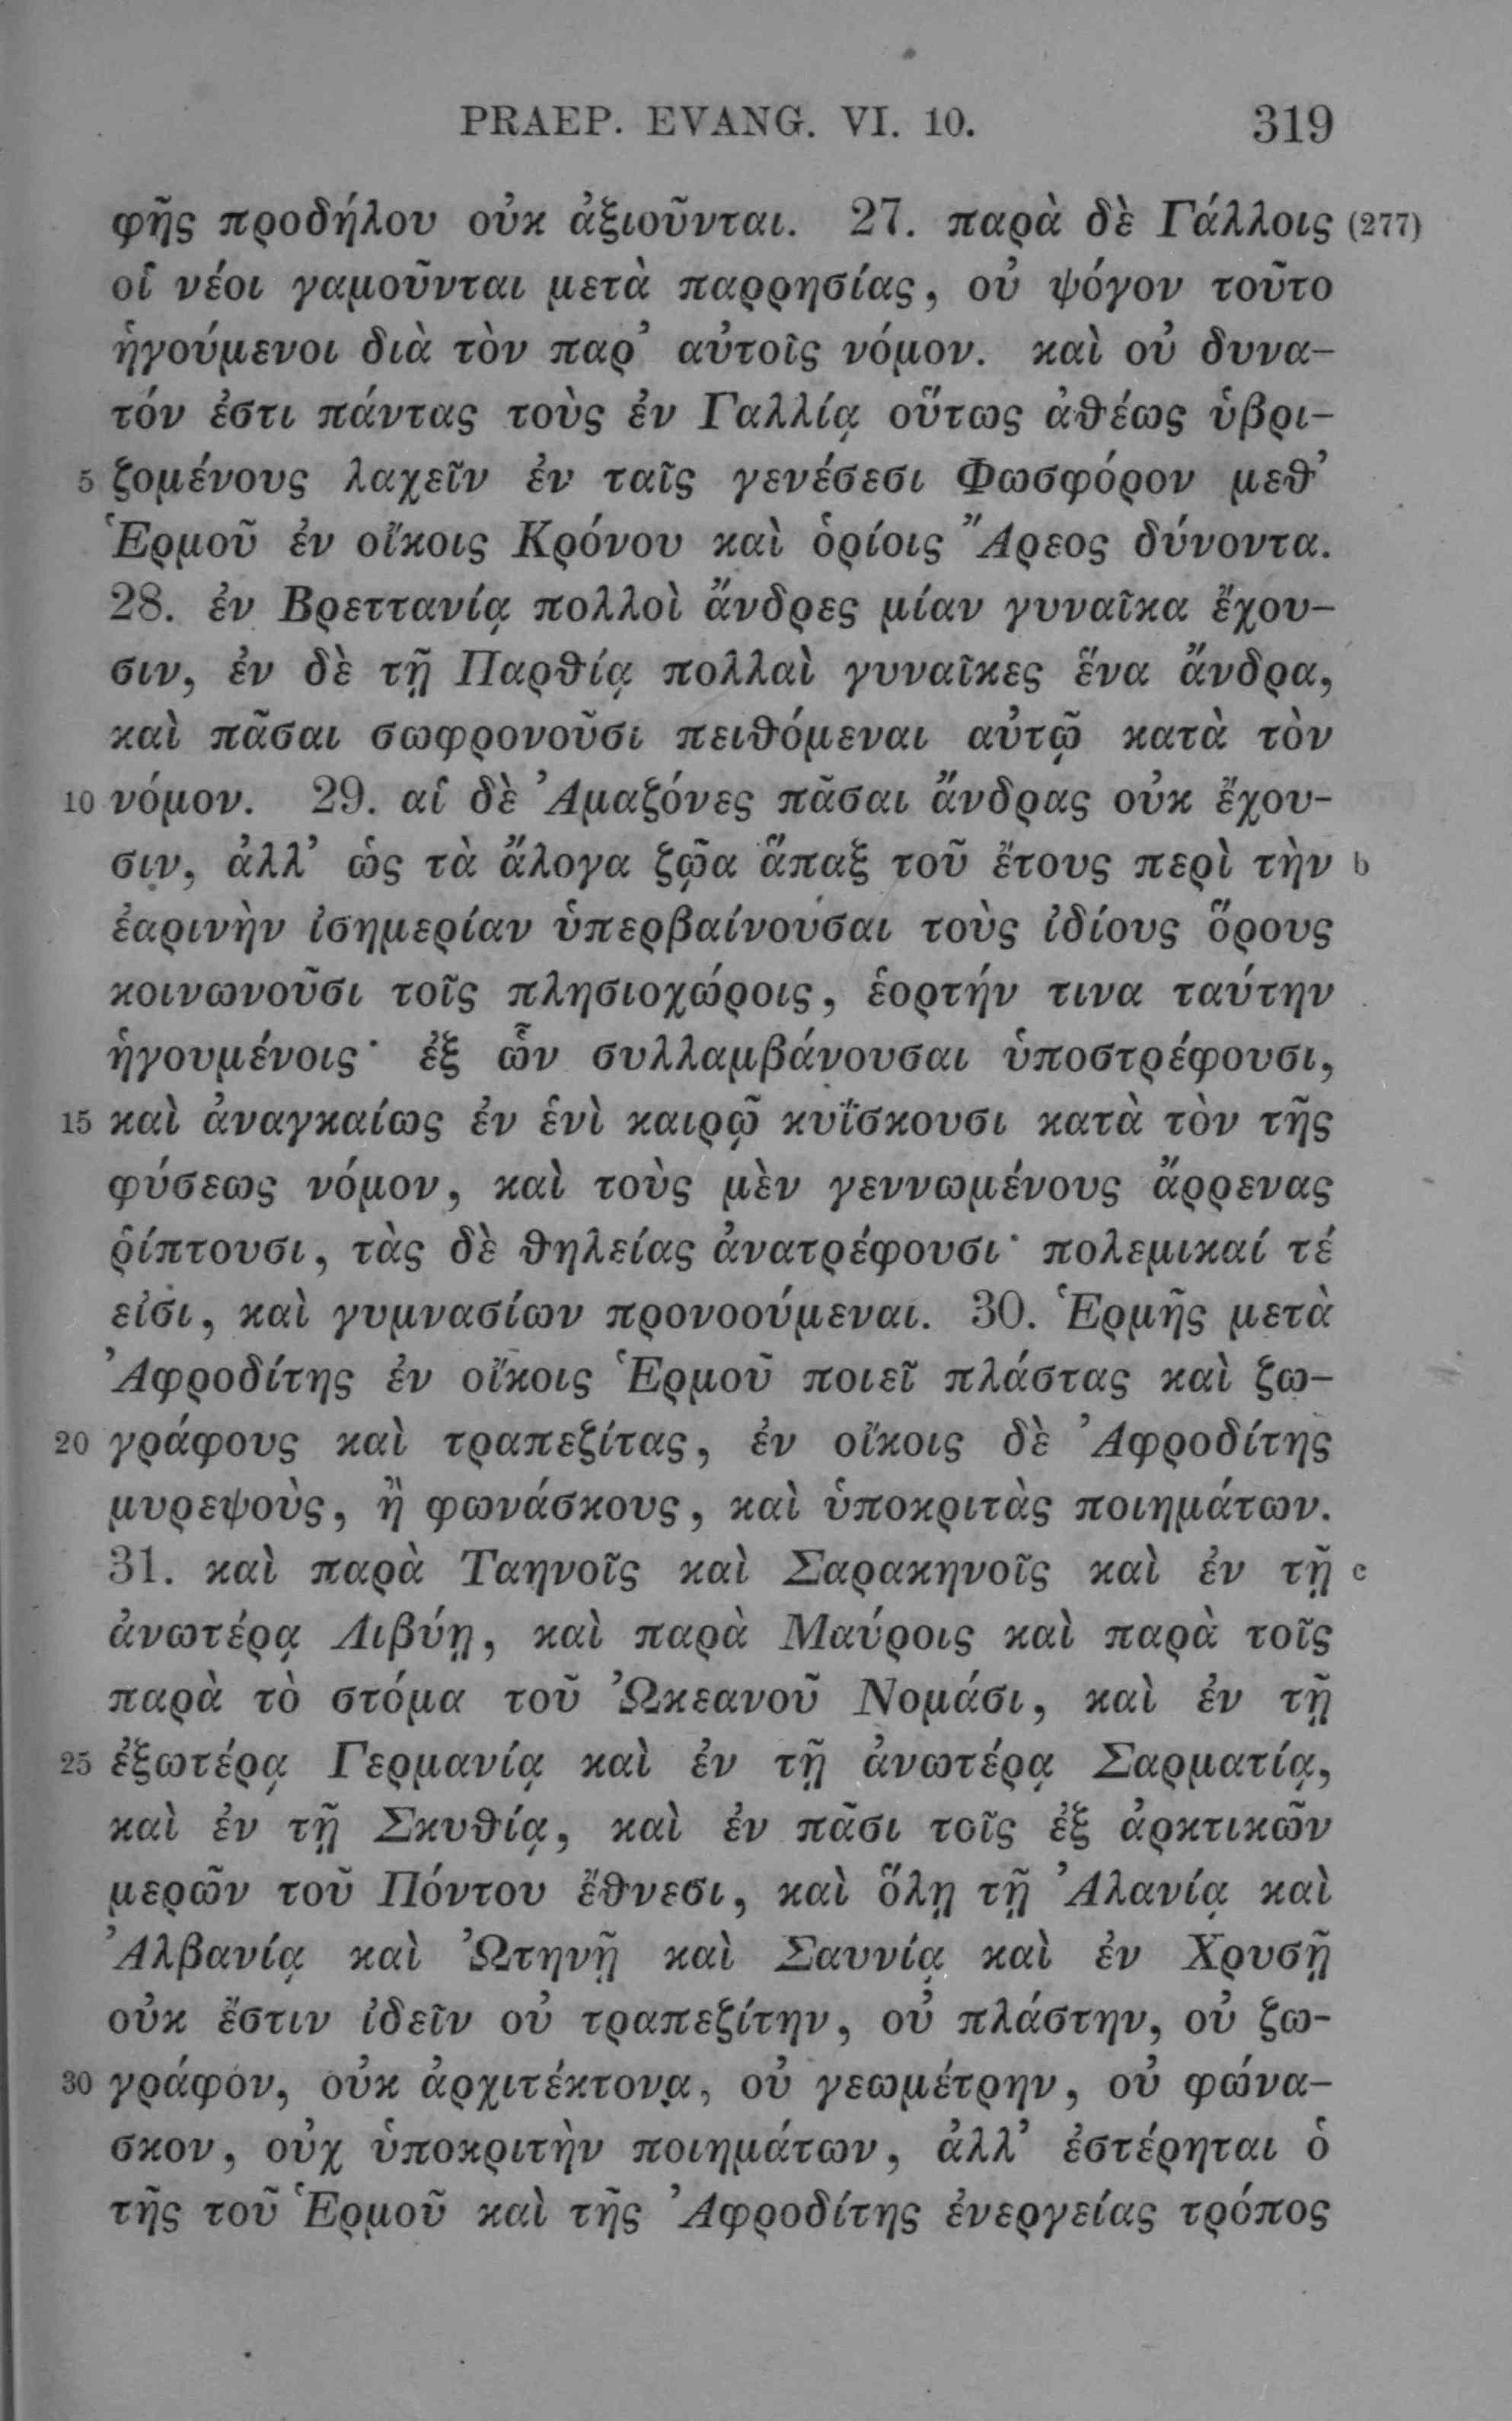 PRAEP. EVANG. VI. 10. 319
φῆς προδήλου οὐκ ἀξιοῦνται. 27. παρὰ δὲ Γάλλοις (277)
οἱ νέοι γαμοῦνται μετὰ παρρησίας, οὐ ψόγον τοῦτο
ἡγούμενοι διὰ τὸν παρ᾽ αὐτοῖς νόμον. καὶ οὐ δυνα-
τόν ἐστι πάντας τοὺς ἐν Γαλλίᾳ οὕτως ἀθέως ὑβρι-
5 ζομένους λαχεῖν ἐν ταῖς γενέσεσι Φωσφόρον μεθ᾽
Ἑρμοῦ ἐν οἴκοις Κρόνου καὶ ὁρίοις Ἄρεος δύνοντα.
28. ἐν Βρεττανίᾳ πολλοὶ ἄνδρες μίαν γυναῖκα ἔχου-
σιν, ἐν δὲ τῇ Παρθίᾳ πολλαὶ γυναῖκες ἕνα ἄνδρα,
καὶ πᾶσαι σωφρονοῦσι πειθόμεναι αὐτῷ κατὰ τὸν
10 νόμον. 29. αἱ δὲ Ἀμαζόνες πᾶσαι ἄνδρας οὐκ ἔχου-
σιν, ἀλλ᾽ ὡς τὰ ἄλογα ζῷα ἅπαξ τοῦ ἔτους περὶ τὴν b
ἐαρινὴν ἰσημερίαν ὑπερβαίνουσαι τοὺς ἰδίους ὅρους
κοινωνοῦσι τοῖς πλησιοχώροις, ἑορτήν τινα ταύτην
ἡγουμένοις· ἐξ ὧν συλλαμβάνουσαι ὑποστρέφουσι,
15 καὶ ἀναγκαίως ἐν ἑνὶ καιρῷ κυΐσκουσι κατὰ τὸν τῆς
φύσεως νόμον, καὶ τοὺς μὲν γεννωμένους ἄρρενας
ῥίπτουσι, τὰς δὲ θηλείας ἀνατρέφουσι· πολεμικαί τέ
εἰσι, καὶ γυμνασίων προνοούμεναι. 30. Ἑρμῆς μετὰ
Ἀφροδίτης ἐν οἴκοις Ἑρμοῦ ποιεῖ πλάστας καὶ ζω-
20 γράφους καὶ τραπεζίτας, ἐν οἴκοις δὲ Ἀφροδίτης
μυρεψοὺς, ἢ φωνάσκους, καὶ ὑποκριτὰς ποιημάτων.
31. καὶ παρὰ Ταηνοῖς καὶ Σαρακηνοῖς καὶ ἐν τῇ c
ἀνωτέρᾳ Λιβύῃ, καὶ παρὰ Μαύροις καὶ παρὰ τοῖς
παρὰ τὸ στόμα τοῦ Ὠκεανοῦ Νομάσι, καὶ ἐν τῇ
25 ἐξωτέρᾳ Γερμανίᾳ καὶ ἐν τῇ ἀνωτέρᾳ Σαρματίᾳ,
καὶ ἐν τῇ Σκυθίᾳ, καὶ ἐν πᾶσι τοῖς ἐξ ἀρκτικῶν
μερῶν τοῦ Πόντου ἔθνεσι, καὶ ὅλῃ τῇ Ἀλανίᾳ καὶ
Ἀλβανίᾳ καὶ Ὠτηνῇ καὶ Σαυνίᾳ καὶ ἐν Χρυσῇ
οὐκ ἔστιν ἰδεῖν οὐ τραπεζίτην, οὐ πλάστην, οὐ ζω-
30 γράφον, οὐκ ἀρχιτέκτονα, οὐ γεωμέτρην, οὐ φώνα-
σκον, οὐχ ὑποκριτὴν ποιημάτων, ἀλλ᾽ ἐστέρηται ὁ
τῆς τοῦ Ἑρμοῦ καὶ τῆς Ἀφροδίτης ἐνεργείας τρόπος